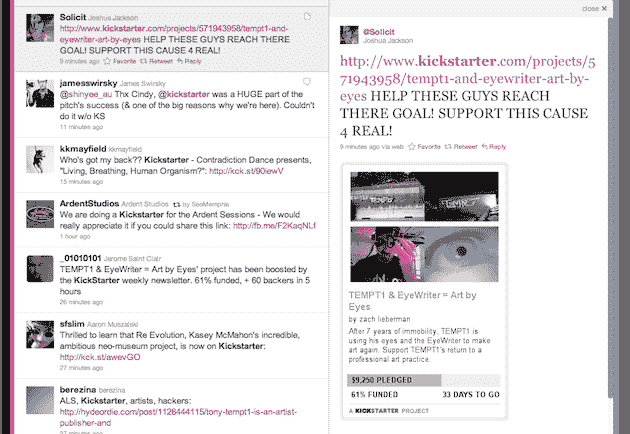 Solicit Joshua Jackson
http://www.kickstarter.com/projects/571943958/tempt1-and-
eyewriter-art-by-eyes HELP THESE GUYS REACH THERE
GOAL! SUPPORT THIS CAUSE 4 REAL!
9 minutes ago Favorite Retweet Reply
jamesswirsky James Swirsky
@shinyee_au Thx Cindy, @kickstarter was a HUGE part of the
pitch's success (& one of the big reasons why we're here). Couldn't
do it w/o KS
11 minutes ago
kkmayfield kkmayfield
Who's got my back?? Kickstarter - Contradiction Dance presents,
"Living, Breathing, Human Organism?": http://kck.st/90iewV
15 minutes ago
ArdentStudios Ardent Studios by SeeMemphis
We are doing a Kickstarter for the Ardent Sessions - We would
really appreciate it if you could share this link: http://fb.me/F2KaqNLf
1 hour ago
_01010101 Jerome Saint Clair
TEMPT1 & EyeWriter = Art by Eyes' project has been boosted by
the KickStarter weekly newsletter. 61% funded, + 60 backers in 5
hours
26 minutes ago
sfslim Aaron Muszalski
Thrilled to learn that Re Evolution, Kasey McMahon's incredible,
ambitious neo-museum project, is now on Kickstarter:
http://kck.st/awevGO
27 minutes ago
berezina berezina
ALS, Kickstarter, artists, hackers:
http://hydeordie.com/post/1128444115/tony-tempt1-is-an-artist-
publisher-and
27 minutes ago
close ×
@Solicit
Joshua Jackson
http://www.kickstarter.com/projects/5
71943958/tempt1-and-eyewriter-art-by-
eyes HELP THESE GUYS REACH
THERE GOAL! SUPPORT THIS CAUSE
4 REAL!
9 minutes ago via web Favorite Retweet Reply
TEMPT1 & EyeWriter = Art by
Eyes
by zach lieberman
After 7 years of immobility, TEMPT1 is
using his eyes and the EyeWriter to make
art again. Support TEMPT1's return to a
professional art practice.
$9,250 PLEDGED
61% FUNDED 33 DAYS TO GO
A KICKSTARTER PROJECT